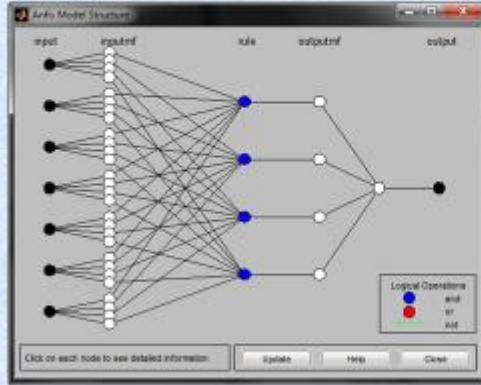 Anfis Model Structure
input inputmf rule outputmf output
Logical Operations
and
or
not
Click on each node to see detailed information
Update Help Close